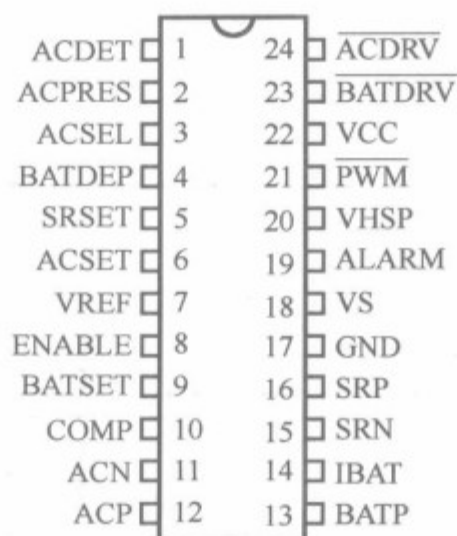 ACDET 1 24 ACDRV
ACPRES 2 23 BATDRV
ACSEL 3 22 VCC
BATDEP 4 21 PWM
SRSET 5 20 VHSP
ACSET 6 19 ALARM
VREF 7 18 VS
ENABLE 8 17 GND
BATSET 9 16 SRP
COMP 10 15 SRN
ACN 11 14 IBAT
ACP 12 13 BATP